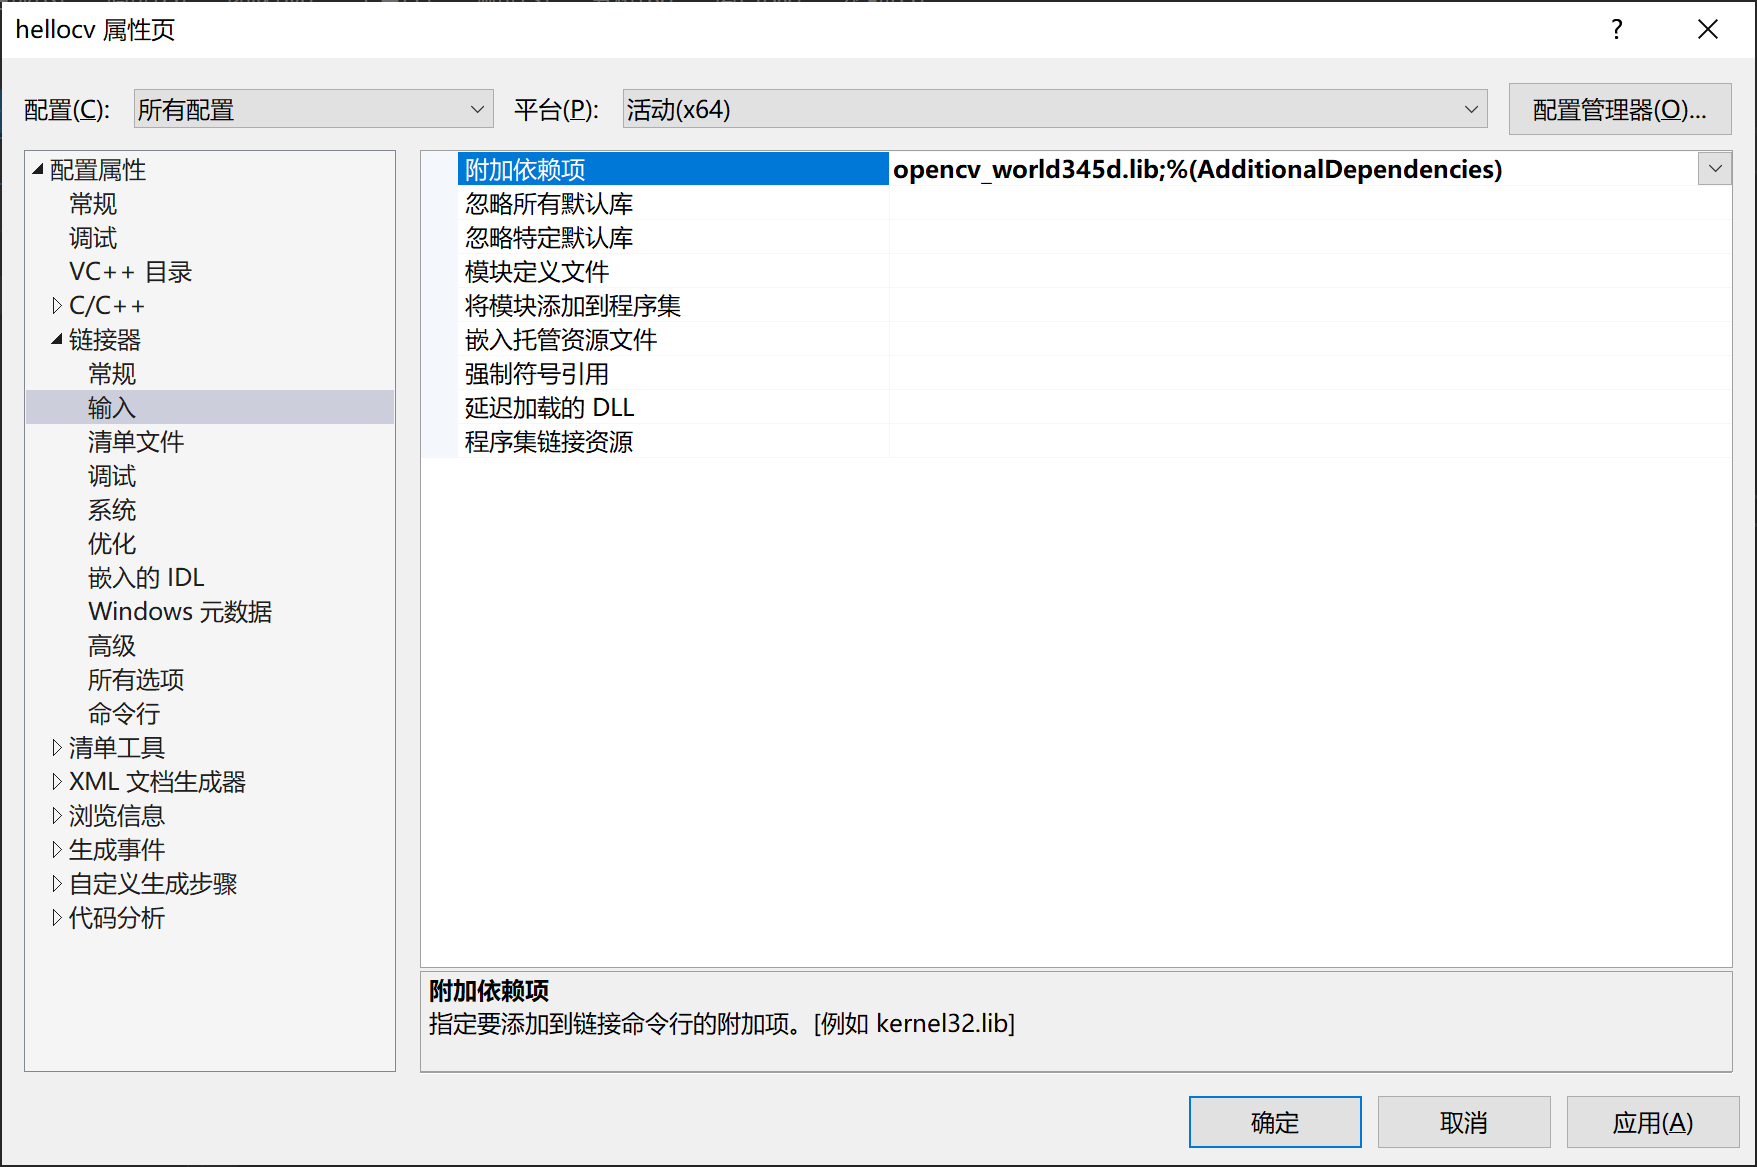 hellocv 属性页
?
配置(C):
所有配置
平台(P):
活动(x64)
配置管理器(O)...
配置属性
常规
调试
VC++ 目录
C/C++
链接器
常规
输入
清单文件
调试
系统
优化
嵌入的 IDL
Windows 元数据
高级
所有选项
命令行
清单工具
XML 文档生成器
浏览信息
生成事件
自定义生成步骤
代码分析
附加依赖项 opencv_world345d.lib;%(AdditionalDependencies)
忽略所有默认库
忽略特定默认库
模块定义文件
将模块添加到程序集
嵌入托管资源文件
强制符号引用
延迟加载的 DLL
程序集链接资源
附加依赖项
指定要添加到链接命令行的附加项。[例如 kernel32.lib]
确定
取消
应用(A)